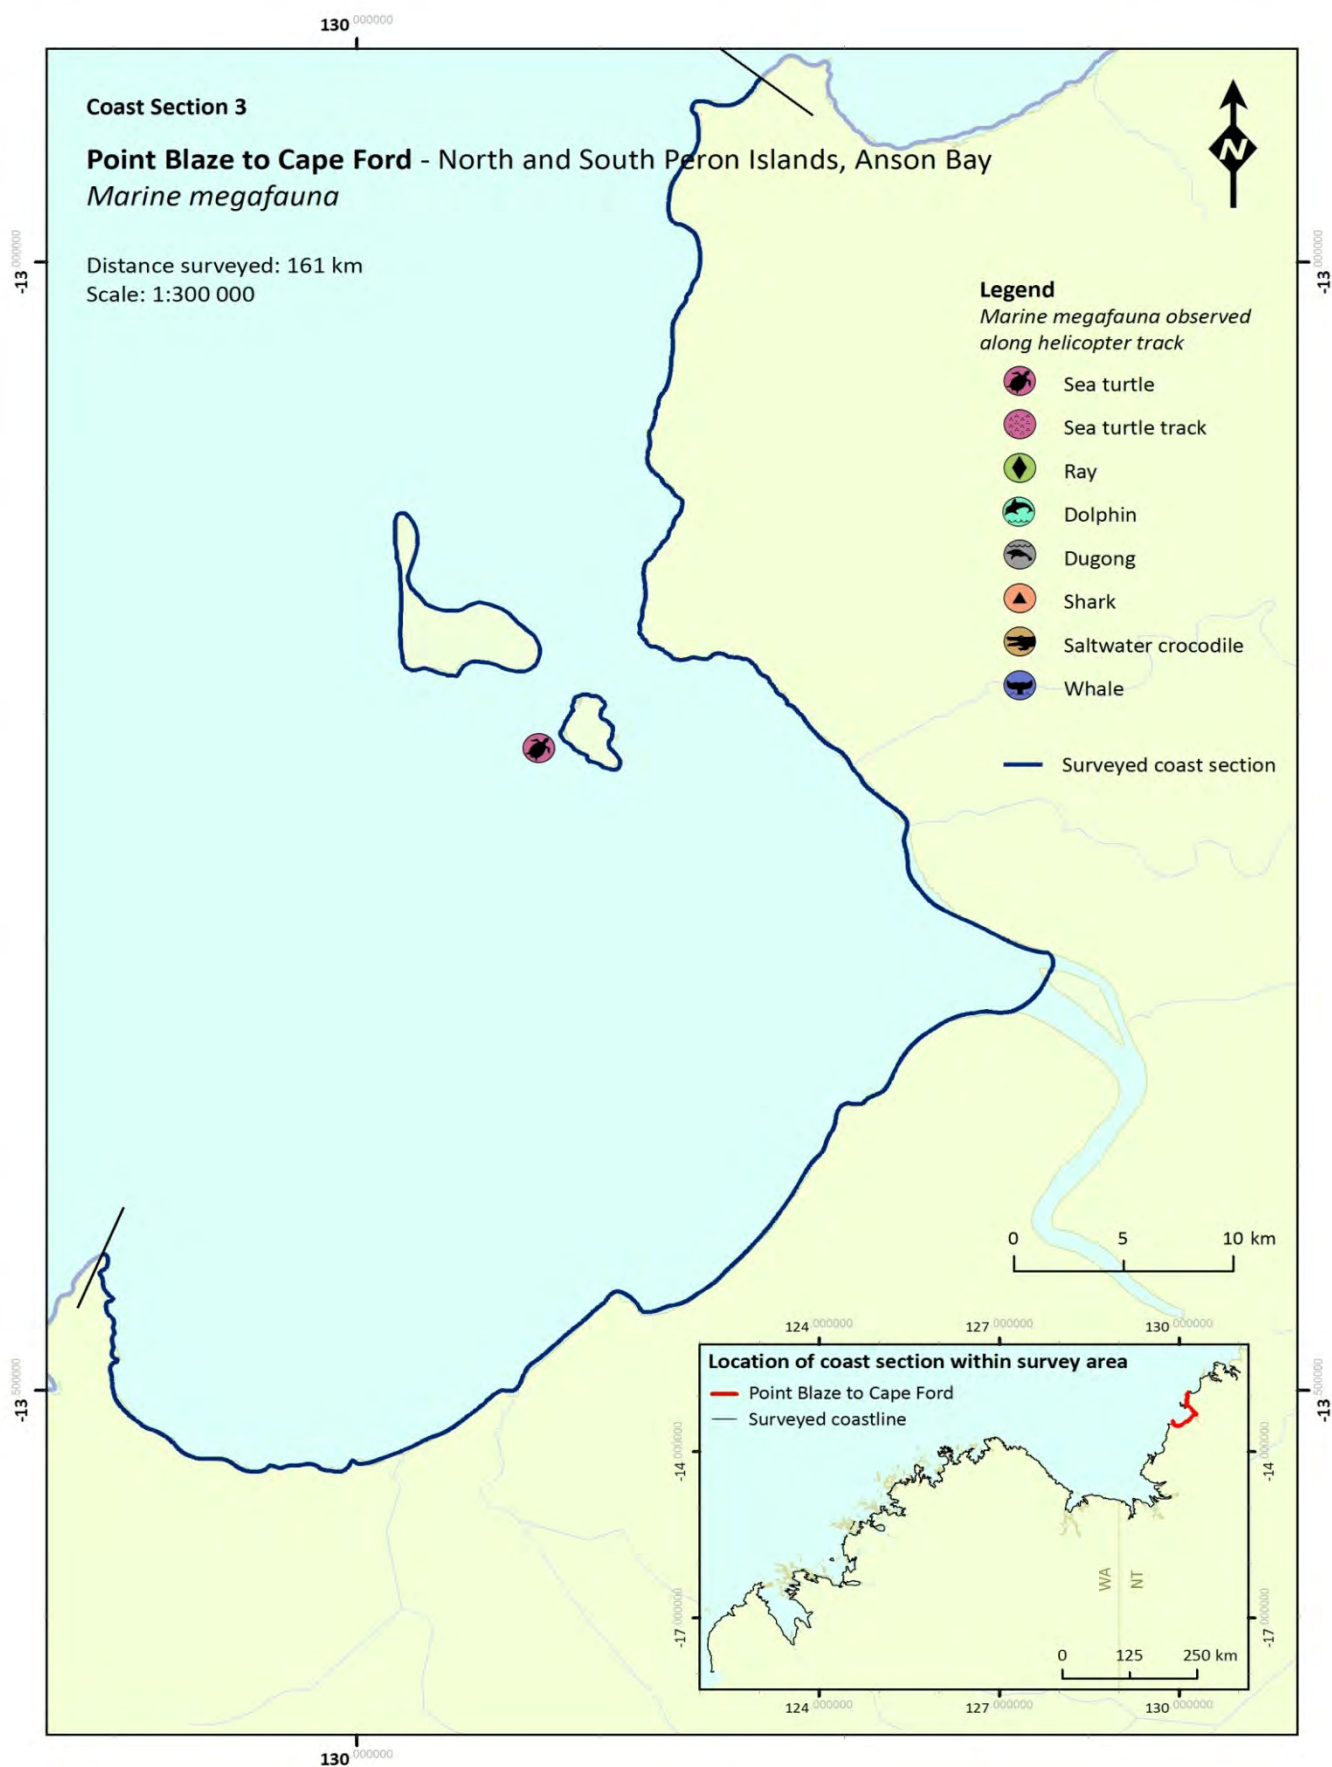 130 000000
Coast Section 3
Point Blaze to Cape Ford - North and South Peron Islands, Anson Bay
Marine megafauna
N
-13 000000
-13 000000
Distance surveyed: 161 km
Scale: 1:300 000
Legend
Marine megafauna observed
along helicopter track
Sea turtle
Sea turtle track
Ray
Dolphin
Dugong
Shark
Saltwater crocodile
Whale
Surveyed coast section
0 5 10 km
-13 500000
-13 500000
124 000000 127 000000 130 000000
Location of coast section within survey area
Point Blaze to Cape Ford
Surveyed coastline
-14 000000
-14 000000
WA NT
-17 000000
-17 000000
0 125 250 km
124 000000 127 000000 130 000000
130 000000